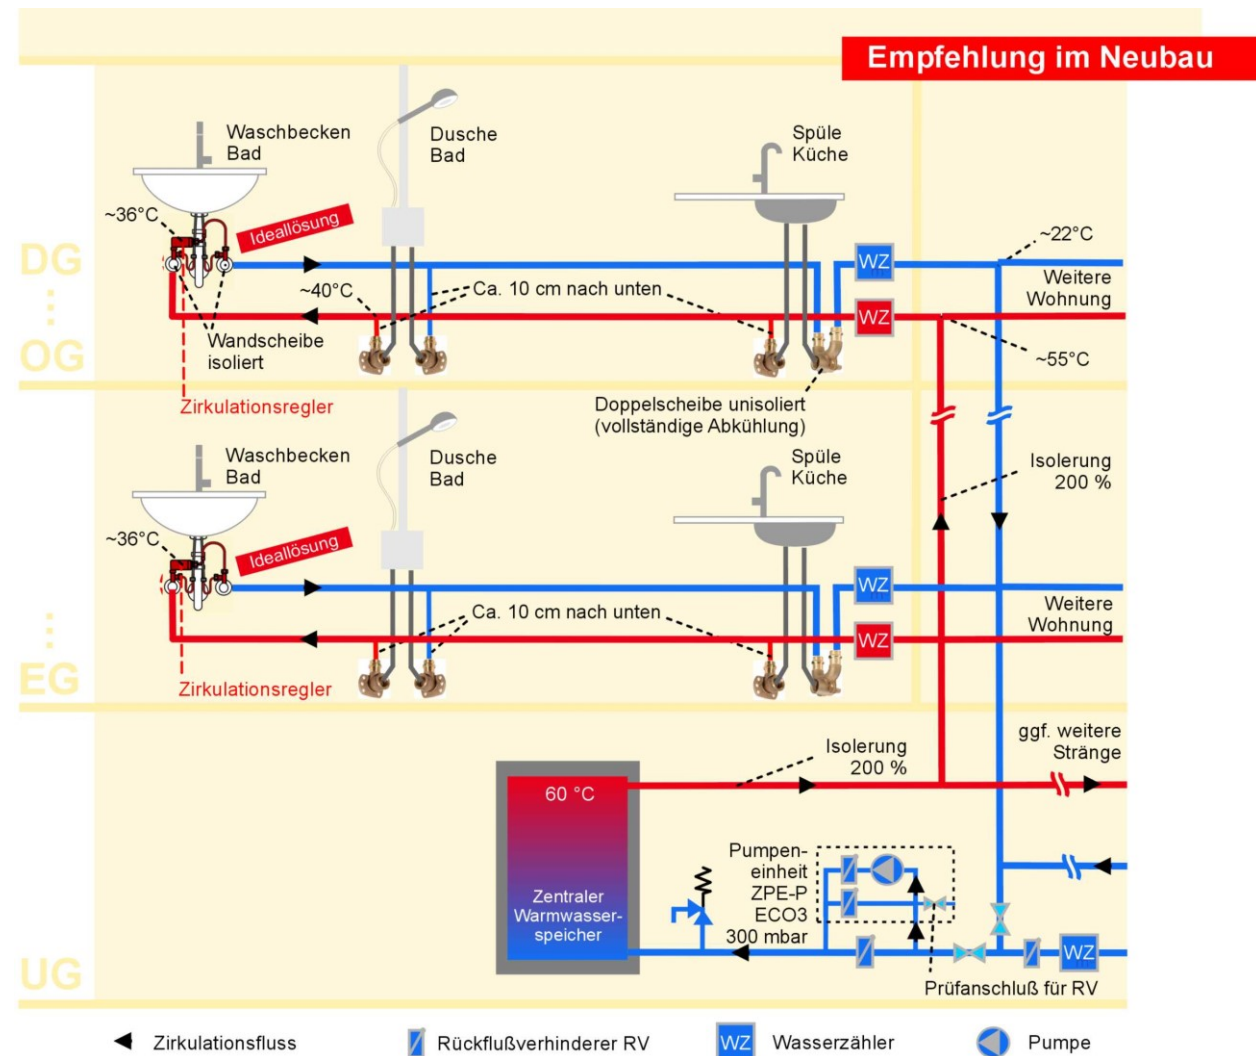 Empfehlung im Neubau
Waschbecken
Bad
Dusche
Bad
Spüle
Küche
~36°C
Ideallösung
WZ
~22°C
DG
⋮
OG
~40°C
Ca. 10 cm nach unten
Weitere
Wohnung
WZ
Wandscheibe
isoliert
~55°C
Zirkulationsregler
Doppelscheibe unisoliert
(vollständige Abkühlung)
Waschbecken
Bad
Dusche
Bad
Spüle
Küche
Isolerung
200 %
~36°C
Ideallösung
WZ
Ca. 10 cm nach unten
Weitere
Wohnung
WZ
⋮
EG
Zirkulationsregler
Isolerung
200 %
ggf. weitere
Stränge
60 °C
Zentraler
Warmwasser-
speicher
Pumpen-
einheit
ZPE-P
ECO3
300 mbar
WZ
Prüfanschluß für RV
UG
Zirkulationsfluss
Rückflußverhinderer RV
WZ
Wasserzähler
Pumpe